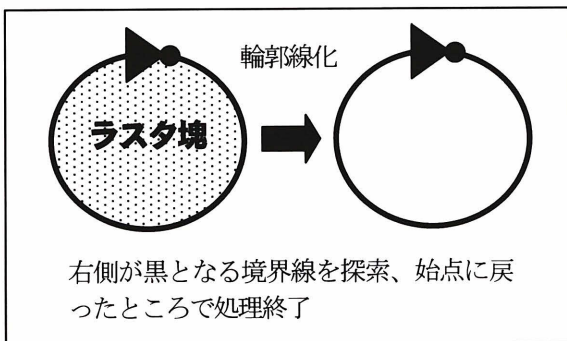 輪郭線化
ラスタ塊
右側が黒となる境界線を探索、始点に戻
ったところで処理終了